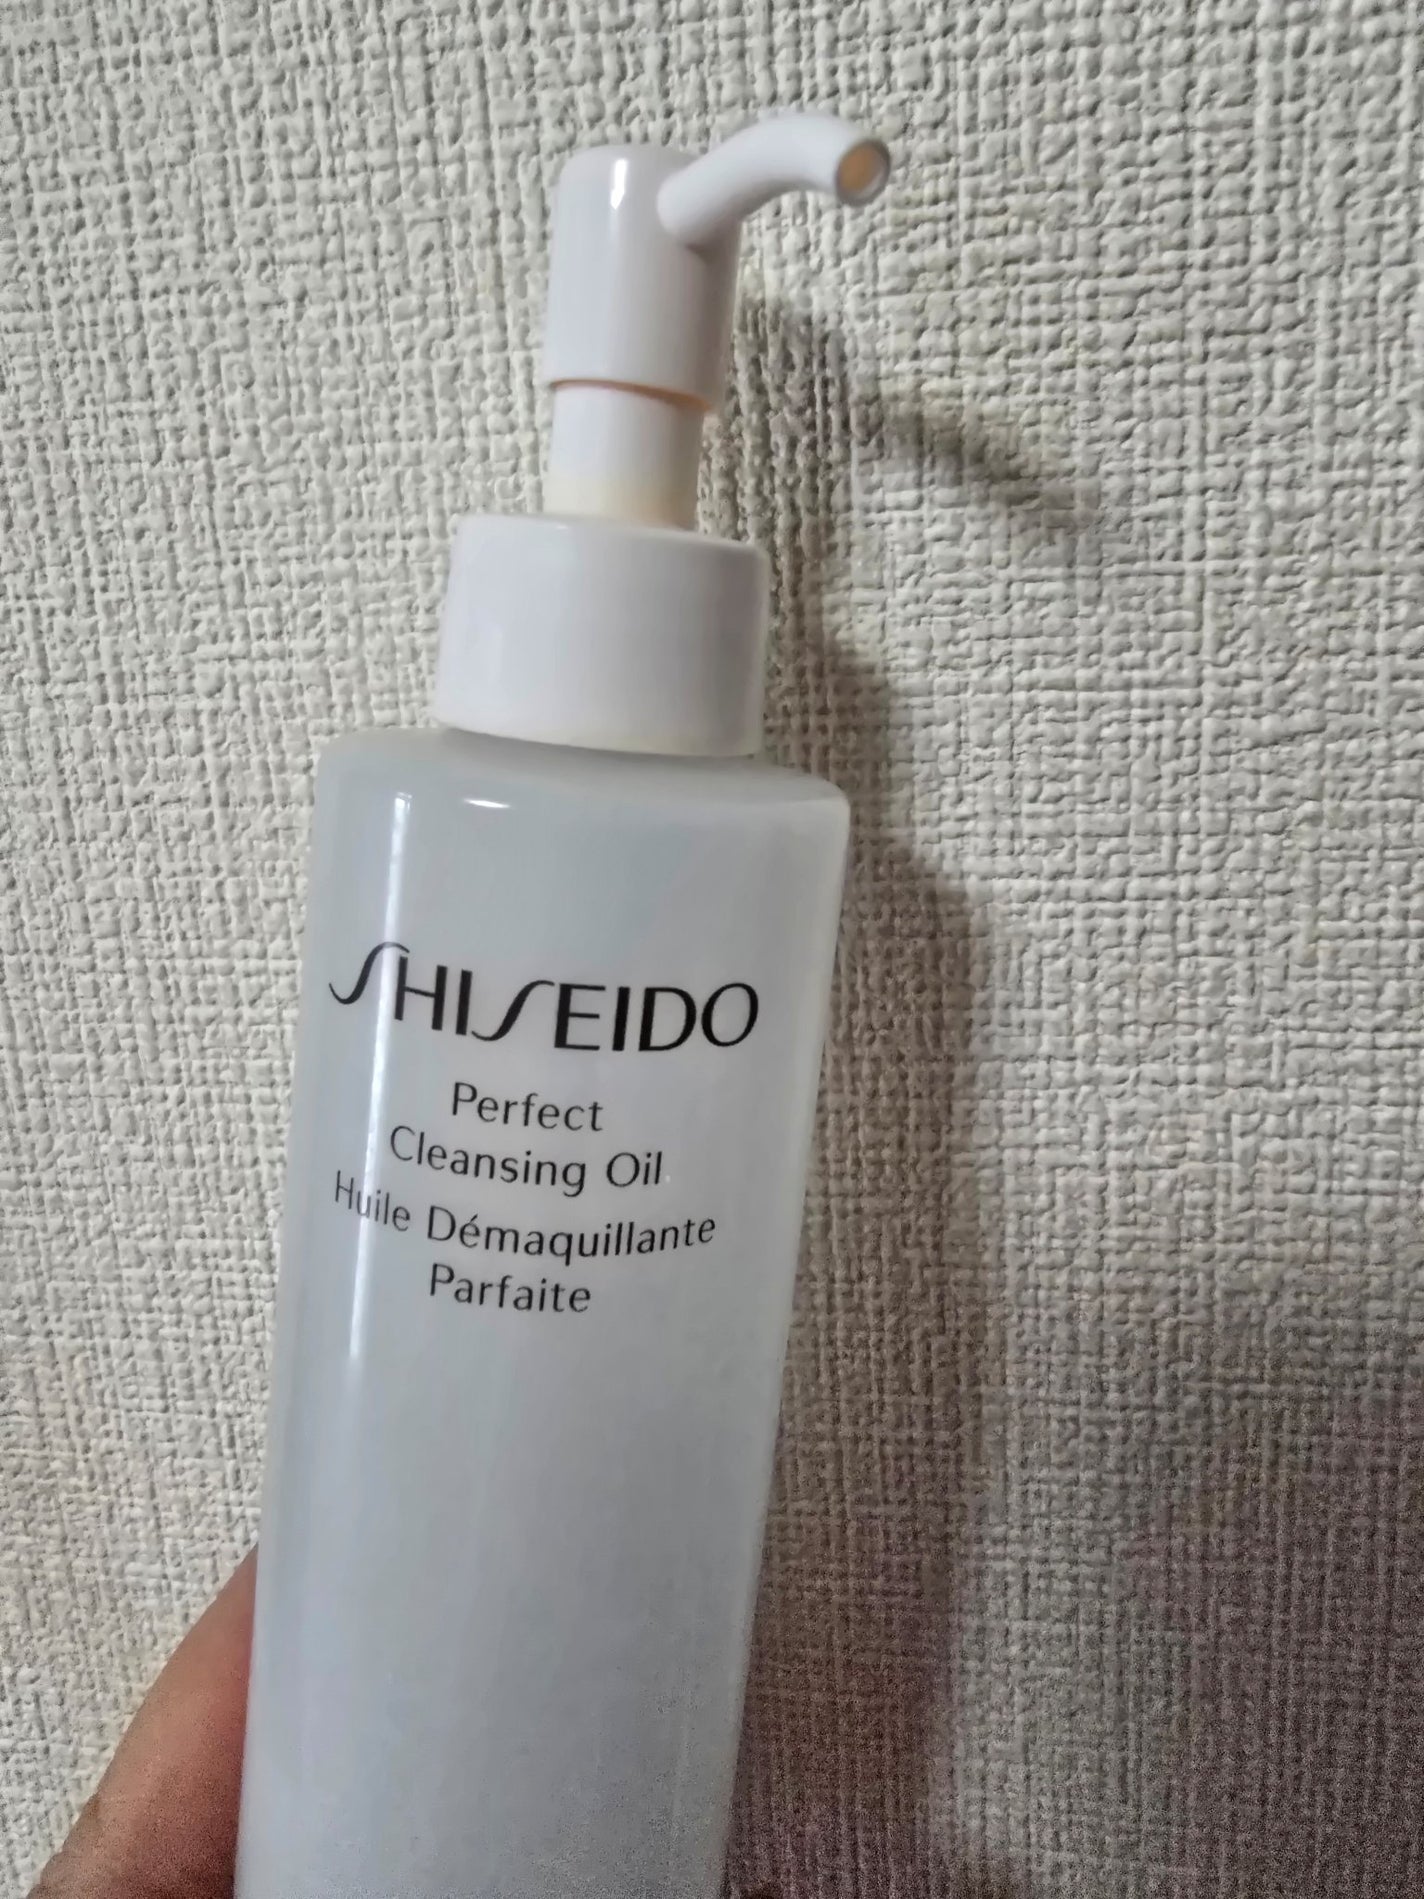 SHISEIDO
Perfect
Cleansing Oil
Huile Démaquillante
Parfaite